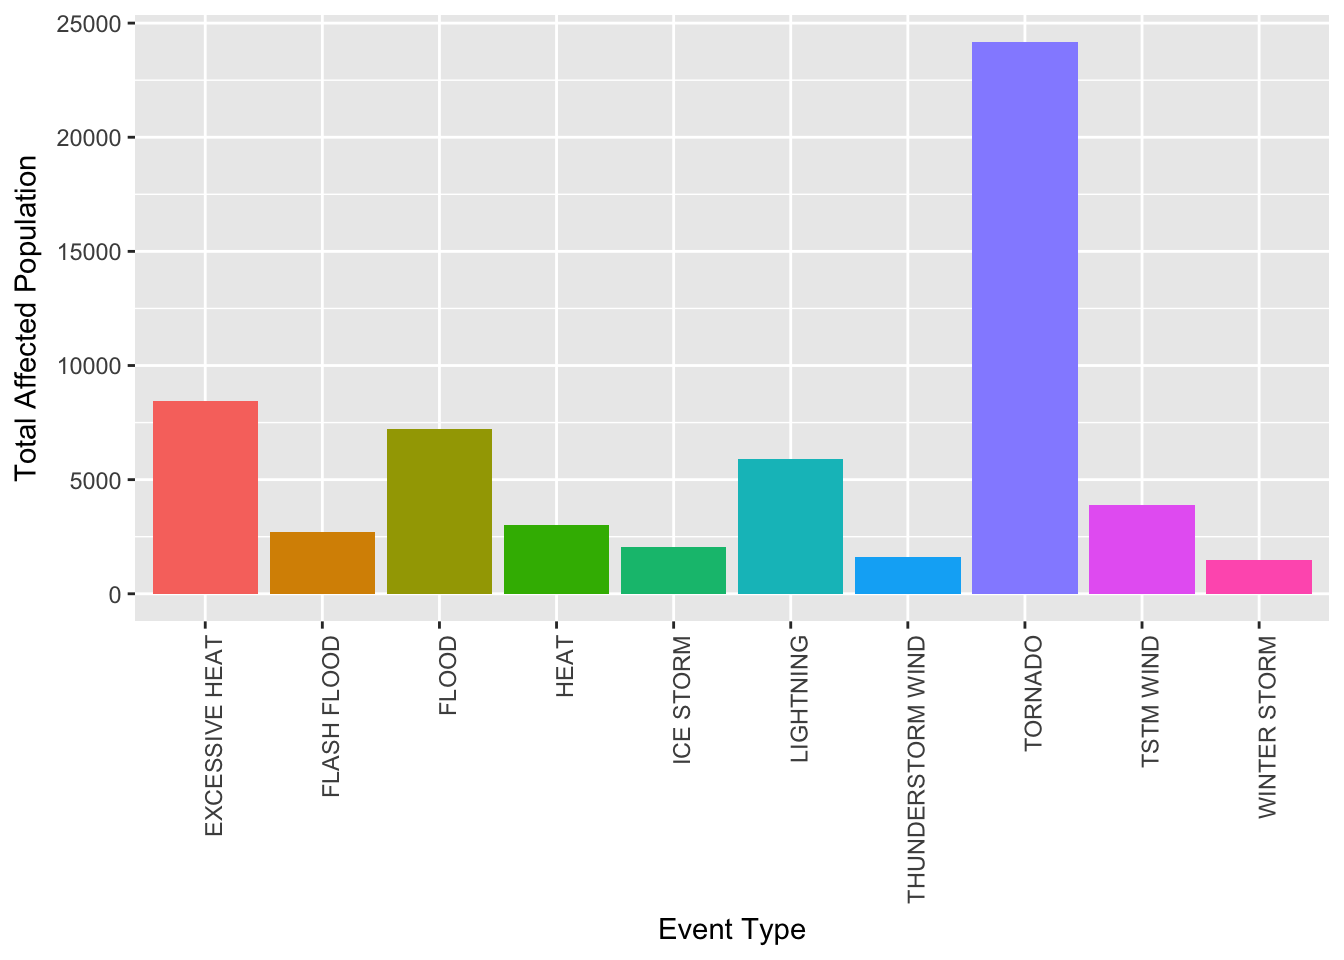 Total Affected Population
25000
20000
15000
10000
5000
0
EXCESSIVE HEAT
FLASH FLOOD
FLOOD
HEAT
ICE STORM
LIGHTNING
THUNDERSTORM WIND
TORNADO
TSTM WIND
WINTER STORM
Event Type